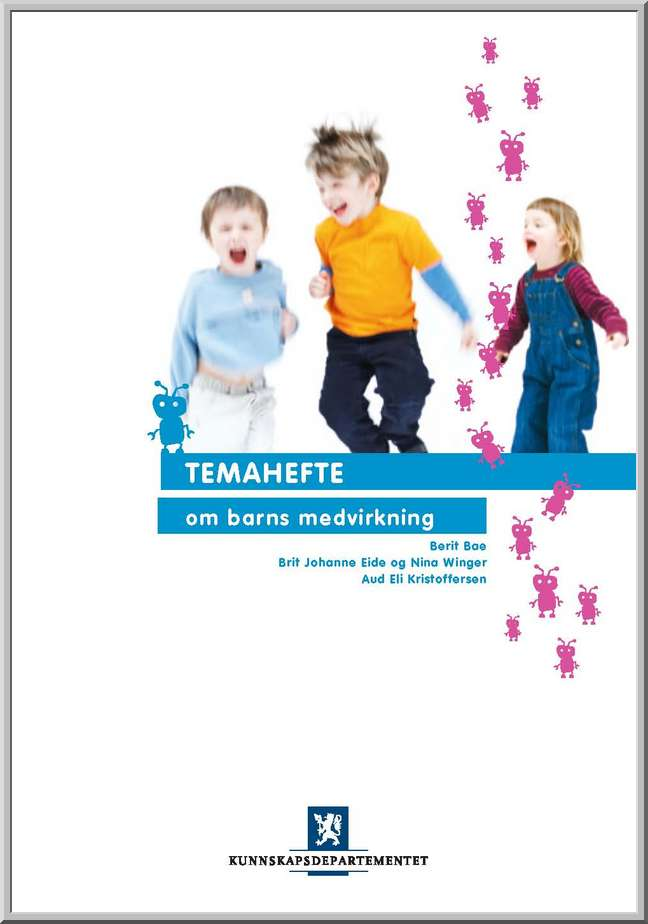 TEMAHEFTE
om barns medvirkning
Berit Bae
Brit Johanne Eide og Nina Winger
Aud Eli Kristoffersen
KUNNSKAPSDEPARTEMENTET